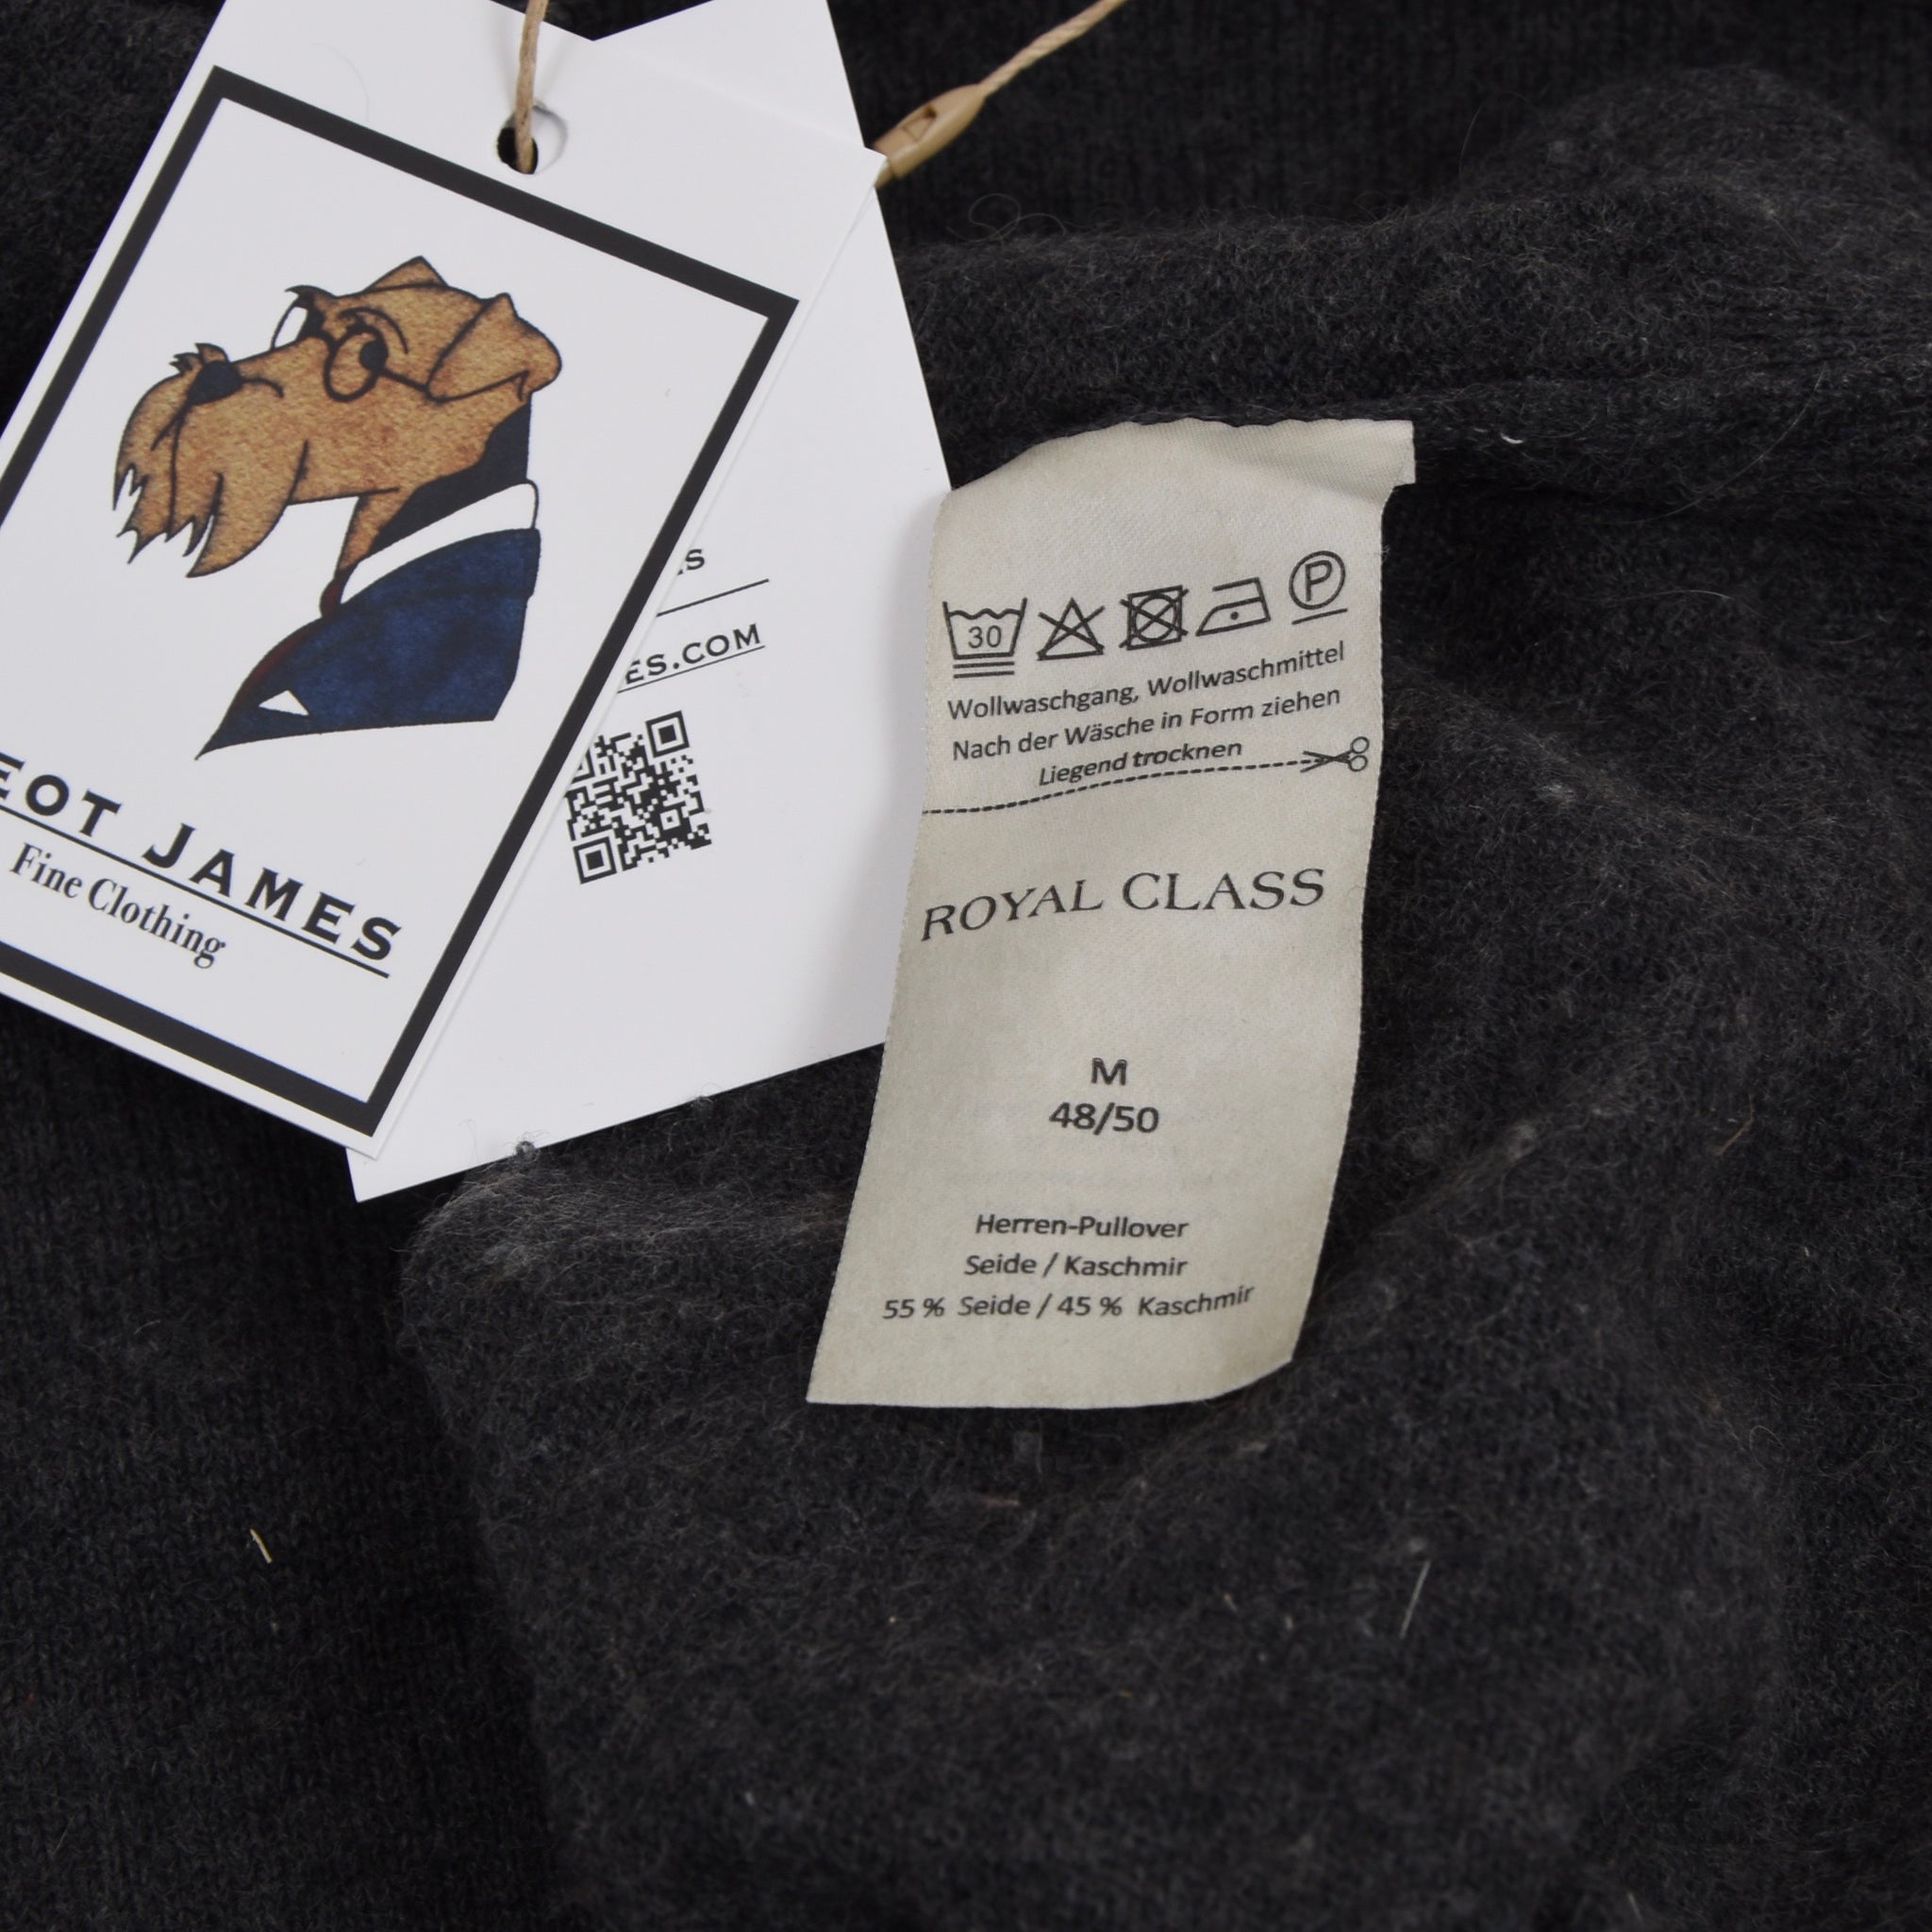 EOT JAMES
Fine Clothing
ES.COM
30
P
Wollwaschgang, Wollwaschmittel
Nach der Wäsche in Form ziehen
Liegend trocknen
ROYAL CLASS
M
48/50
Herren-Pullover
Seide / Kaschmir
55 % Seide / 45 % Kaschmir